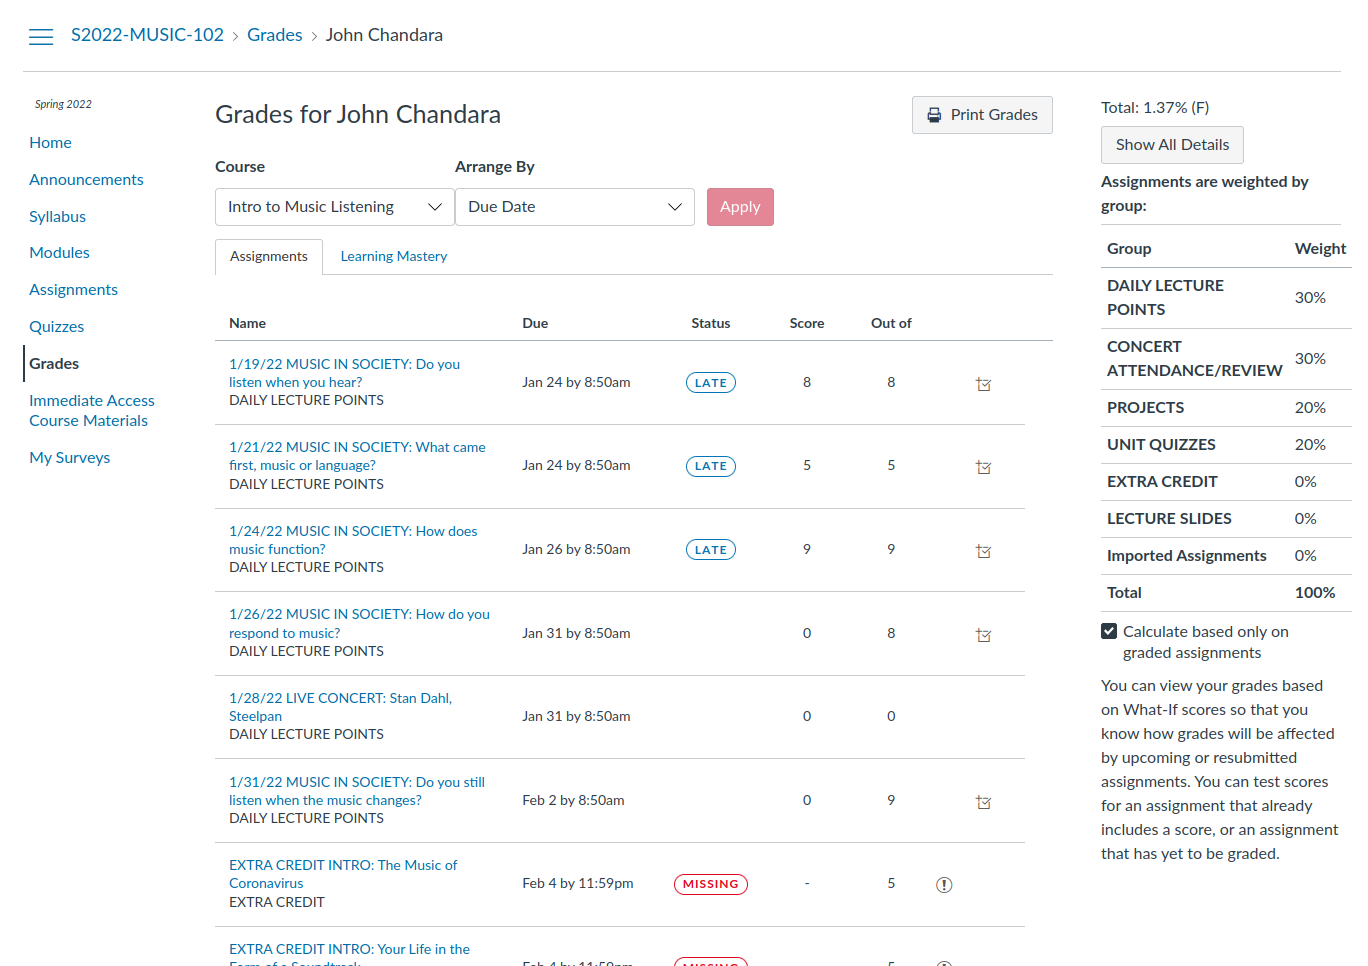 S2022-MUSIC-102 > Grades > John Chandara
Spring 2022
Home
Announcements
Syllabus
Modules
Assignments
Quizzes
Grades
Immediate Access
Course Materials
My Surveys
Grades for John Chandara
Print Grades
Course
Arrange By
Intro to Music Listening
Due Date
Apply
Assignments
Learning Mastery
Name Due Status Score Out of
1/19/22 MUSIC IN SOCIETY: Do you
listen when you hear?
DAILY LECTURE POINTS
Jan 24 by 8:50am LATE 8 8
1/21/22 MUSIC IN SOCIETY: What came
first, music or language?
DAILY LECTURE POINTS
Jan 24 by 8:50am LATE 5 5
1/24/22 MUSIC IN SOCIETY: How does
music function?
DAILY LECTURE POINTS
Jan 26 by 8:50am LATE 9 9
1/26/22 MUSIC IN SOCIETY: How do you
respond to music?
DAILY LECTURE POINTS
Jan 31 by 8:50am 0 8
1/28/22 LIVE CONCERT: Stan Dahl,
Steelpan
DAILY LECTURE POINTS
Jan 31 by 8:50am 0 0
1/31/22 MUSIC IN SOCIETY: Do you still
listen when the music changes?
DAILY LECTURE POINTS
Feb 2 by 8:50am 0 9
EXTRA CREDIT INTRO: The Music of
Coronavirus
EXTRA CREDIT
Feb 4 by 11:59pm MISSING - 5
EXTRA CREDIT INTRO: Your Life in the
Form of a Soundtrack
Feb 4 by 11:59pm MISSING 5
Total: 1.37% (F)
Show All Details
Assignments are weighted by
group:
Group Weight
DAILY LECTURE
POINTS
30%
CONCERT
ATTENDANCE/REVIEW
30%
PROJECTS 20%
UNIT QUIZZES 20%
EXTRA CREDIT 0%
LECTURE SLIDES 0%
Imported Assignments 0%
Total 100%
Calculate based only on
graded assignments
You can view your grades based
on What-If scores so that you
know how grades will be affected
by upcoming or resubmitted
assignments. You can test scores
for an assignment that already
includes a score, or an assignment
that has yet to be graded.